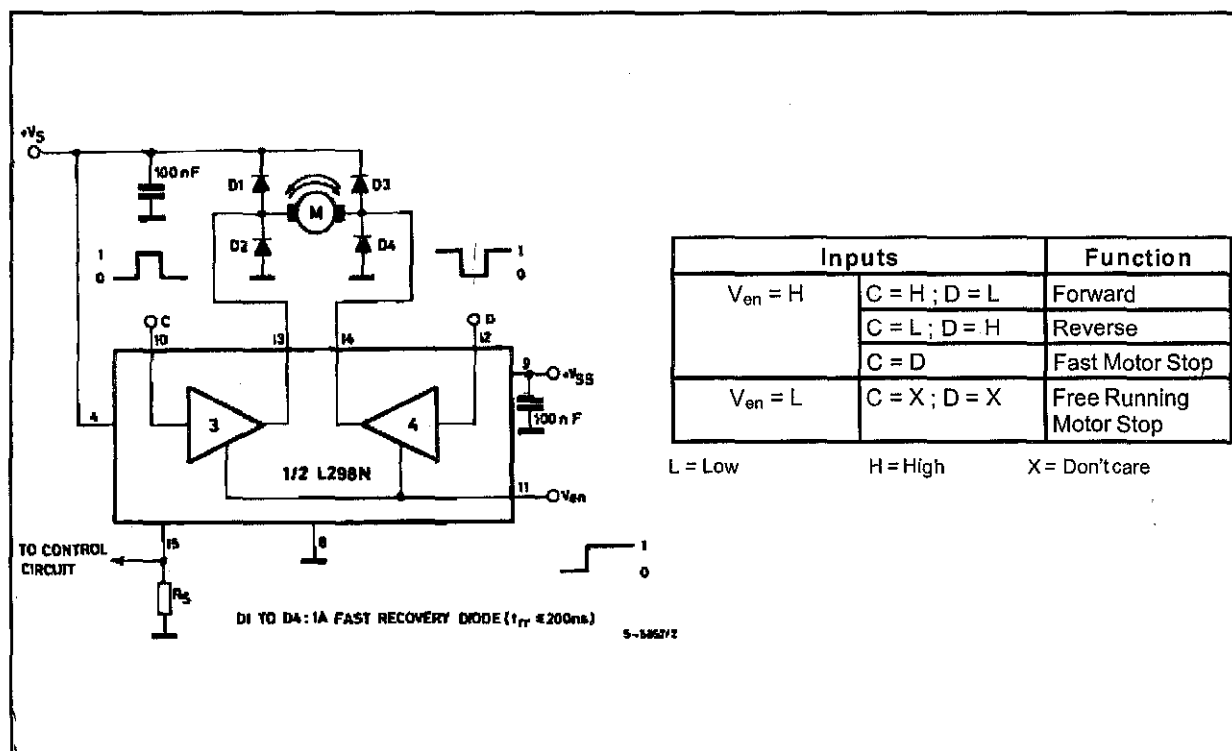 +VS
100nF
D1
D3
M
D2
D4
1
0
1
0
C
D
10
13
14
12
9
+VSS
100nF
4
3
4
1/2 L298N
11
Ven
15
8
TO CONTROL
CIRCUIT
RS
1
0
D1 TO D4: 1A FAST RECOVERY DIODE (trr ≤200ns)
S-5857/2
Inputs Function
Ven = H C = H ; D = L Forward
C = L ; D = H Reverse
C = D Fast Motor Stop
Ven = L C = X ; D = X Free Running
Motor Stop
L = Low H = High X = Don't care